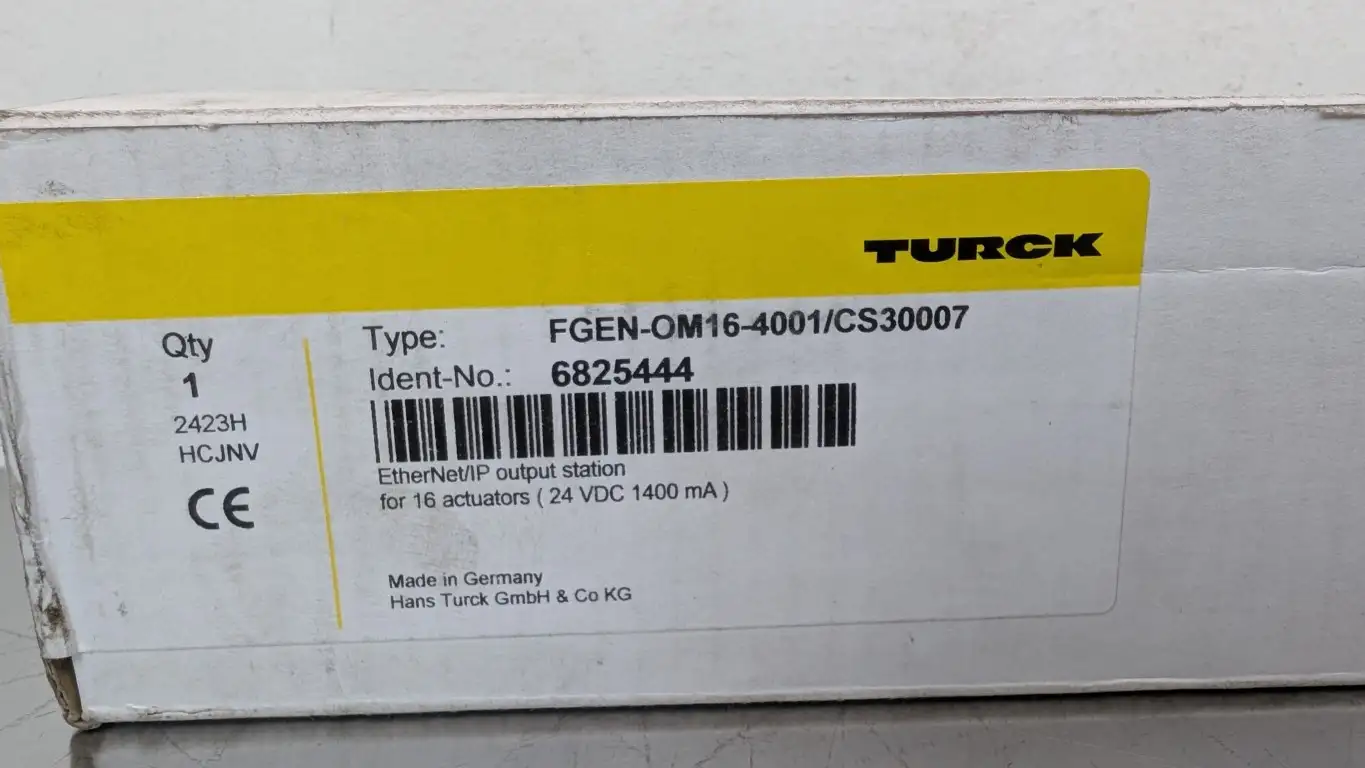 TURCK
Qty
1
2423H
HCJNV
CE
Type: FGEN-OM16-4001/CS30007
Ident-No.: 6825444
EtherNet/IP output station
for 16 actuators ( 24 VDC 1400 mA )
Made in Germany
Hans Turck GmbH & Co KG